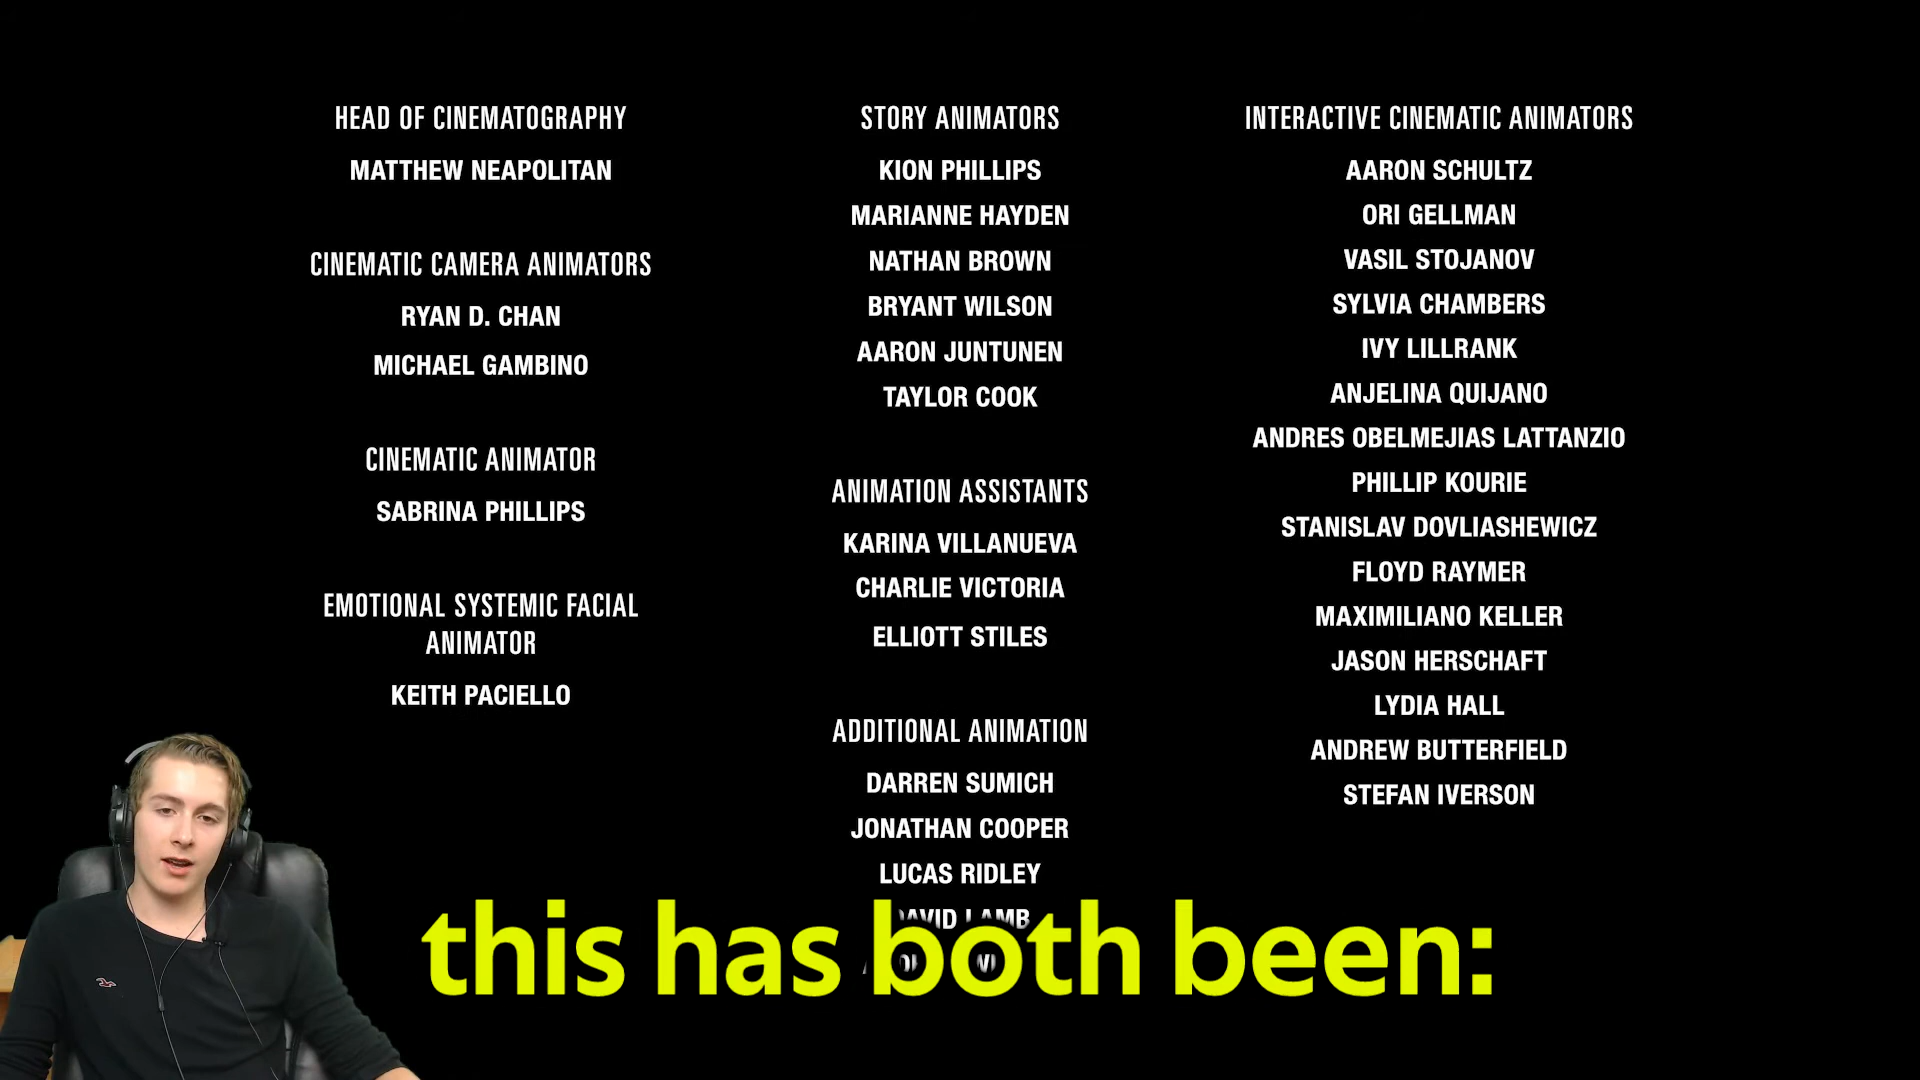 HEAD OF CINEMATOGRAPHY
MATTHEW NEAPOLITAN
CINEMATIC CAMERA ANIMATORS
RYAN D. CHAN
MICHAEL GAMBINO
CINEMATIC ANIMATOR
SABRINA PHILLIPS
EMOTIONAL SYSTEMIC FACIAL
ANIMATOR
KEITH PACIELLO
STORY ANIMATORS
KION PHILLIPS
MARIANNE HAYDEN
NATHAN BROWN
BRYANT WILSON
AARON JUNTUNEN
TAYLOR COOK
ANIMATION ASSISTANTS
KARINA VILLANUEVA
CHARLIE VICTORIA
ELLIOTT STILES
ADDITIONAL ANIMATION
DARREN SUMICH
JONATHAN COOPER
LUCAS RIDLEY
DAVID LAMB
INTERACTIVE CINEMATIC ANIMATORS
AARON SCHULTZ
ORI GELLMAN
VASIL STOJANOV
SYLVIA CHAMBERS
IVY LILLRANK
ANJELINA QUIJANO
ANDRES OBELMEJIAS LATTANZIO
PHILLIP KOURIE
STANISLAV DOVLIASHEWICZ
FLOYD RAYMER
MAXIMILIANO KELLER
JASON HERSCHAFT
LYDIA HALL
ANDREW BUTTERFIELD
STEFAN IVERSON
this has both been: